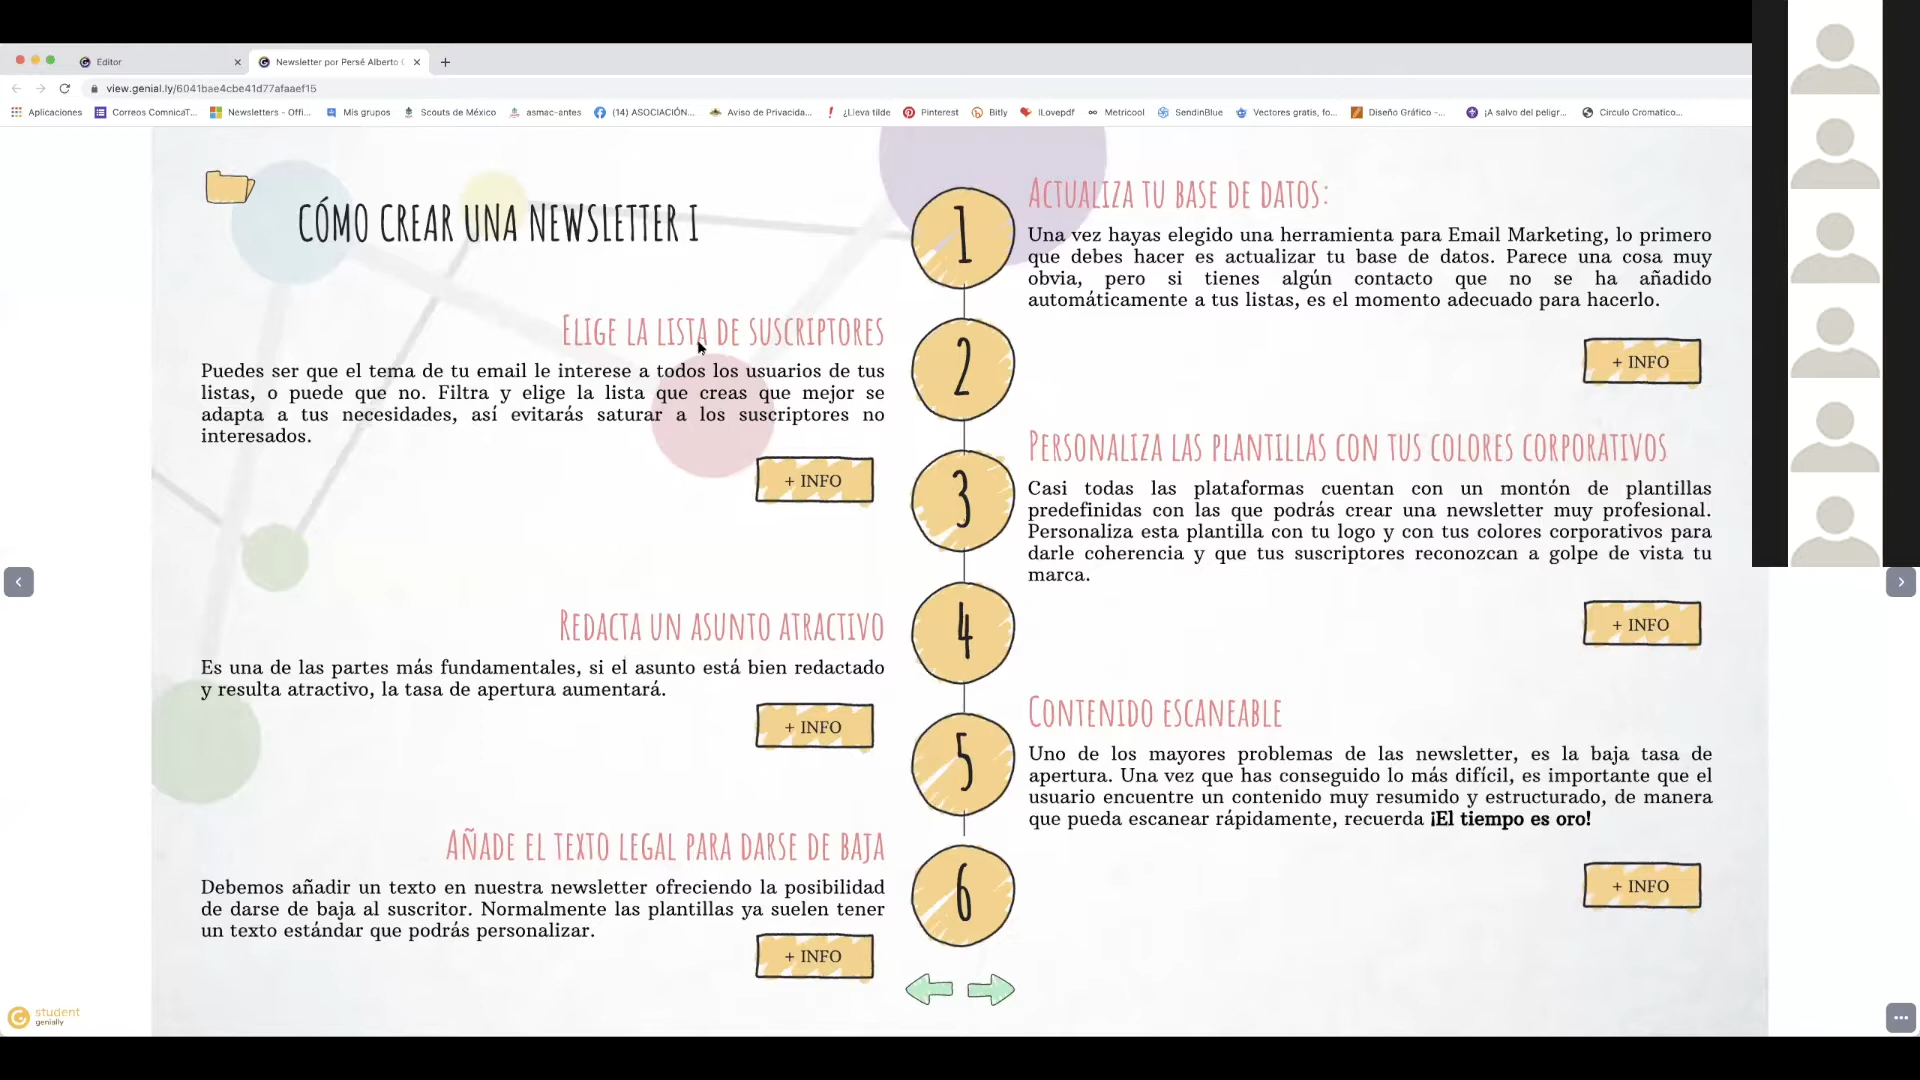 Editor
Newsletter por Persé Alberto
view.genial.ly/6041bae4cbe41d77afaaef15
Aplicaciones
Correos ComnicaT...
Newsletters - Offi...
Mis grupos
Scouts de México
asmac-antes
(14) ASOCIACIÓN...
Aviso de Privacida...
¿Lleva tilde
Pinterest
Bitly
ILovepdf
Metricool
SendinBlue
Vectores gratis, fo...
Diseño Gráfico -...
¡A salvo del peligr...
Circulo Cromatico...
CÓMO CREAR UNA NEWSLETTER I
1
ACTUALIZA TU BASE DE DATOS:
Una vez hayas elegido una herramienta para Email Marketing, lo primero
que debes hacer es actualizar tu base de datos. Parece una cosa muy
obvia, pero si tienes algún contacto que no se ha añadido
automáticamente a tus listas, es el momento adecuado para hacerlo.
+ INFO
ELIGE LA LISTA DE SUSCRIPTORES
Puedes ser que el tema de tu email le interese a todos los usuarios de tus
listas, o puede que no. Filtra y elige la lista que creas que mejor se
adapta a tus necesidades, así evitarás saturar a los suscriptores no
interesados.
+ INFO
2
3
PERSONALIZA LAS PLANTILLAS CON TUS COLORES CORPORATIVOS
Casi todas las plataformas cuentan con un montón de plantillas
predefinidas con las que podrás crear una newsletter muy profesional.
Personaliza esta plantilla con tu logo y con tus colores corporativos para
darle coherencia y que tus suscriptores reconozcan a golpe de vista tu
marca.
+ INFO
REDACTA UN ASUNTO ATRACTIVO
Es una de las partes más fundamentales, si el asunto está bien redactado
y resulta atractivo, la tasa de apertura aumentará.
+ INFO
4
5
CONTENIDO ESCANEABLE
Uno de los mayores problemas de las newsletter, es la baja tasa de
apertura. Una vez que has conseguido lo más difícil, es importante que el
usuario encuentre un contenido muy resumido y estructurado, de manera
que pueda escanear rápidamente, recuerda ¡El tiempo es oro!
+ INFO
AÑADE EL TEXTO LEGAL PARA DARSE DE BAJA
Debemos añadir un texto en nuestra newsletter ofreciendo la posibilidad
de darse de baja al suscritor. Normalmente las plantillas ya suelen tener
un texto estándar que podrás personalizar.
+ INFO
6
student
genially